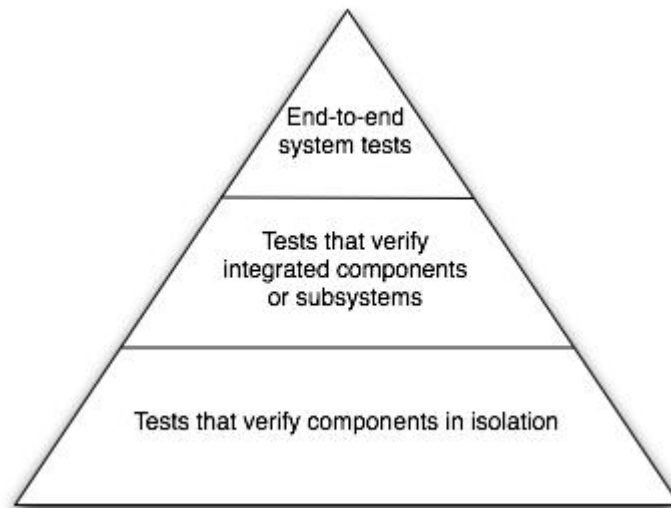 End-to-end
system tests
Tests that verify
integrated components
or subsystems
Tests that verify components in isolation